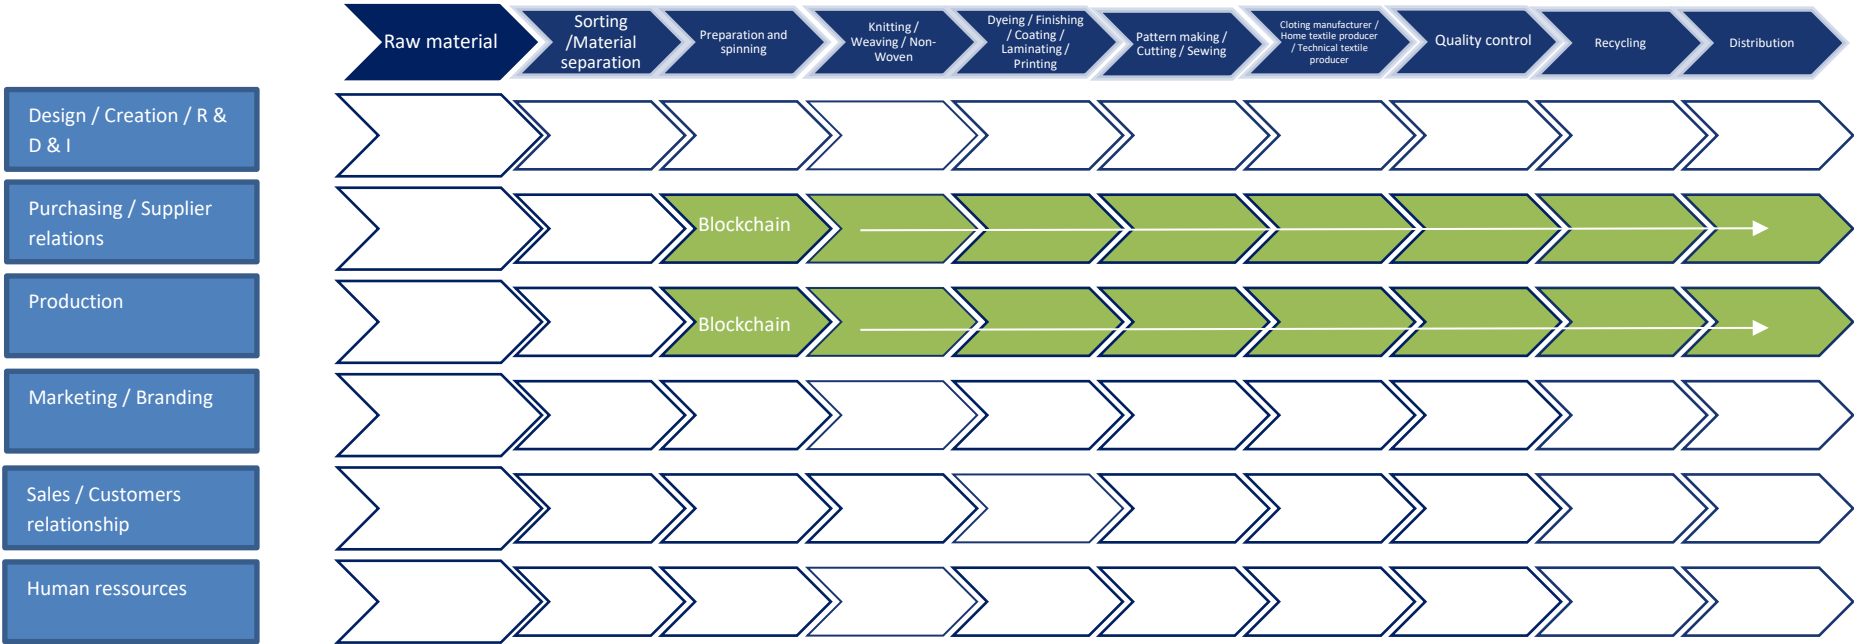 Raw material
Sorting
/Material
separation
Preparation and
spinning
Knitting /
Weaving / Non-
Woven
Dyeing / Finishing
/ Coating /
Laminating /
Printing
Pattern making /
Cutting / Sewing
Cloting manufacturer /
Home textile producer
/ Technical textile
producer
Quality control
Recycling
Distribution
Design / Creation / R &
D & I
Purchasing / Supplier
relations
Blockchain
Production
Blockchain
Marketing / Branding
Sales / Customers
relationship
Human ressources